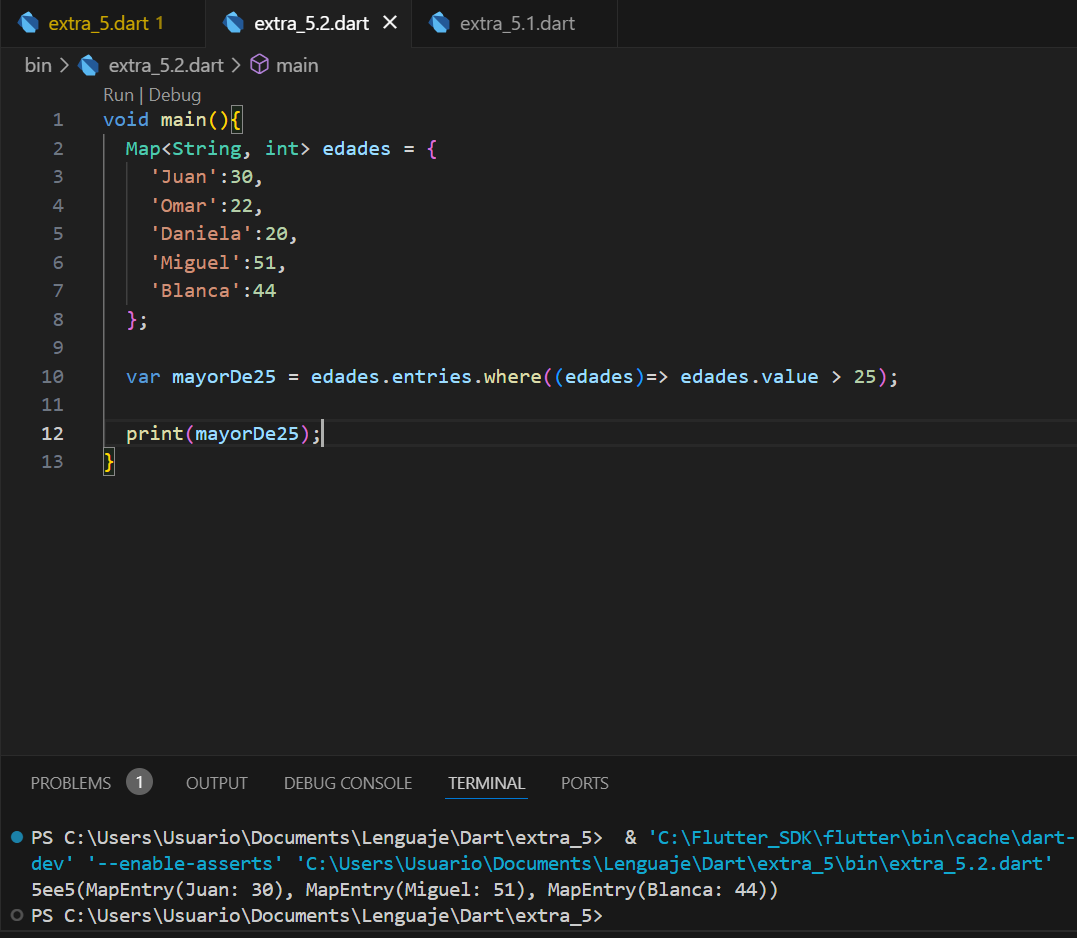 extra_5.dart 1 extra_5.2.dart extra_5.1.dart
bin > extra_5.2.dart > main
Run | Debug
1 void main(){
2 Map<String, int> edades = {
3 'Juan':30,
4 'Omar':22,
5 'Daniela':20,
6 'Miguel':51,
7 'Blanca':44
8 };
9
10 var mayorDe25 = edades.entries.where((edades)=> edades.value > 25);
11
12 print(mayorDe25);
13 }
PROBLEMS 1 OUTPUT DEBUG CONSOLE TERMINAL PORTS
PS C:\Users\Usuario\Documents\Lenguaje\Dart\extra_5> & 'C:\Flutter_SDK\flutter\bin\cache\dart-
dev' '--enable-asserts' 'C:\Users\Usuario\Documents\Lenguaje\Dart\extra_5\bin\extra_5.2.dart'
5ee5(MapEntry(Juan: 30), MapEntry(Miguel: 51), MapEntry(Blanca: 44))
PS C:\Users\Usuario\Documents\Lenguaje\Dart\extra_5>